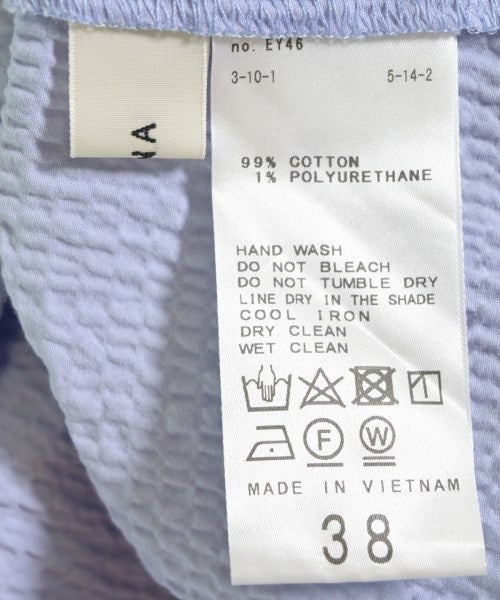 no. EY46
3-10-1 5-14-2
NA
99% COTTON
1% POLYURETHANE
HAND WASH
DO NOT BLEACH
DO NOT TUMBLE DRY
LINE DRY IN THE SHADE
COOL IRON
DRY CLEAN
WET CLEAN
F W
MADE IN VIETNAM
38